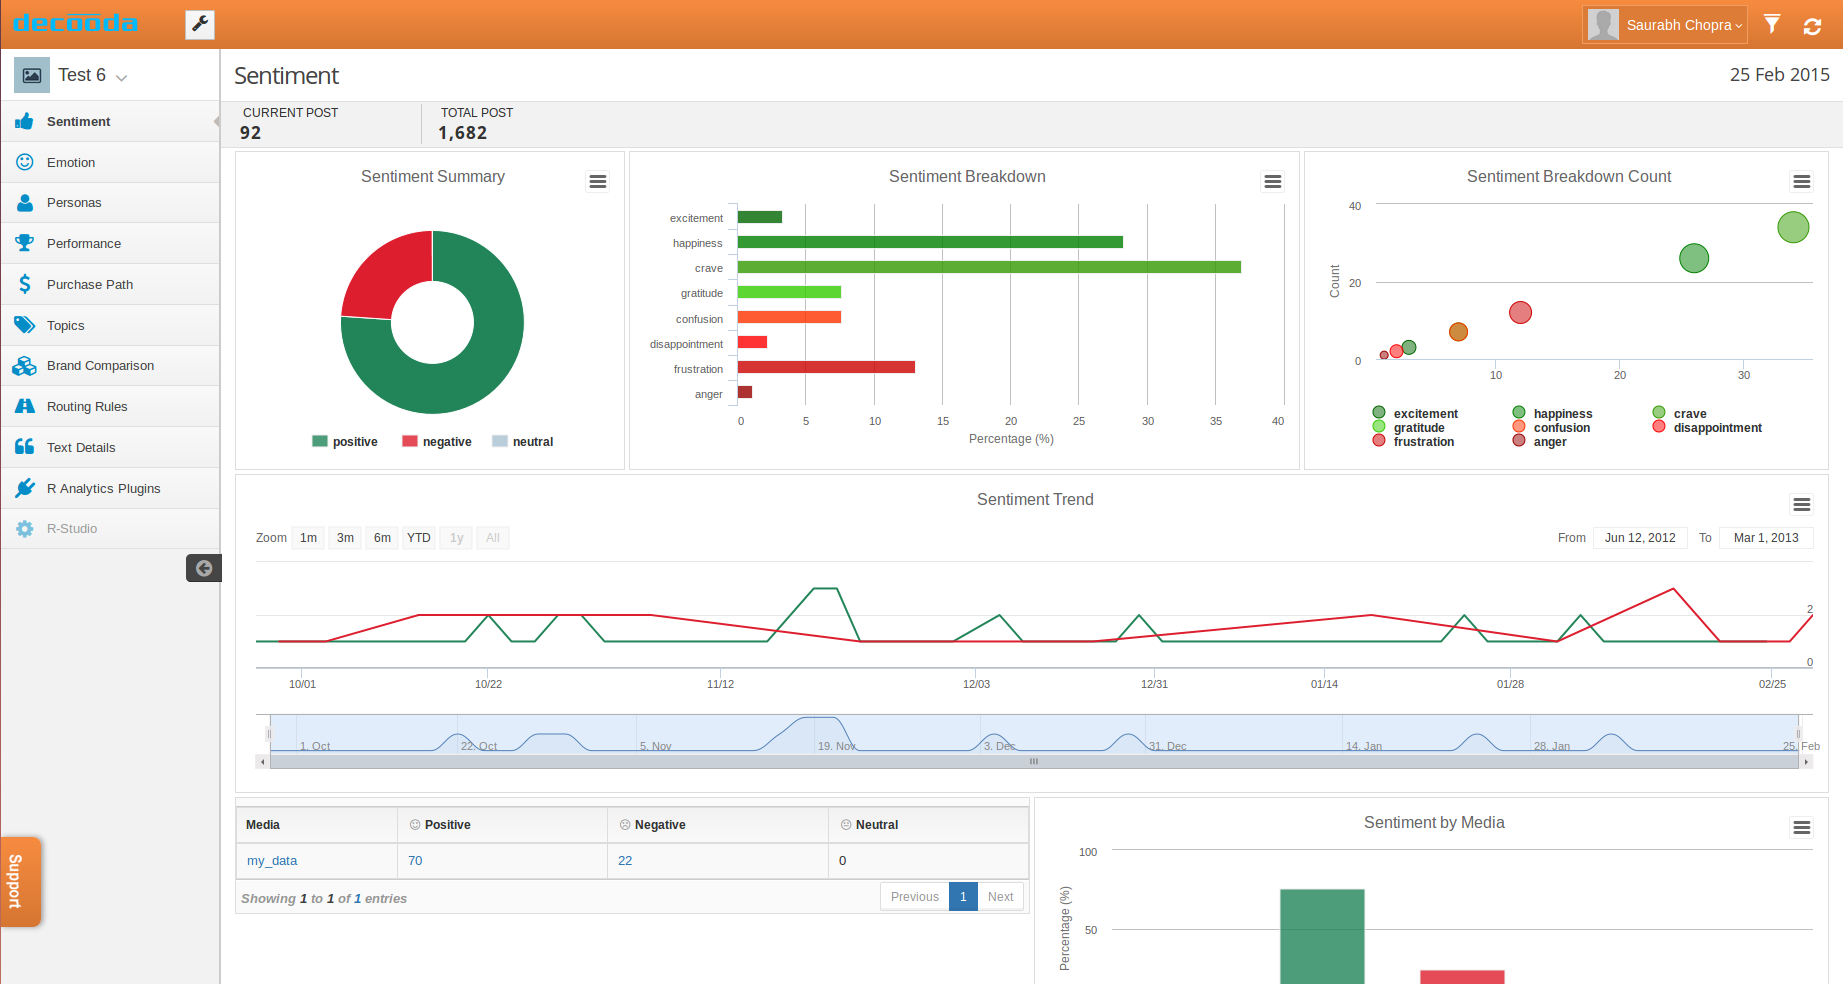 decooda
Saurabh Chopra
Test 6
Sentiment
25 Feb 2015
Sentiment
Emotion
Personas
Performance
Purchase Path
Topics
Brand Comparison
Routing Rules
Text Details
R Analytics Plugins
R-Studio
Support
CURRENT POST
92
TOTAL POST
1,682
Sentiment Summary
positive negative neutral
Sentiment Breakdown
excitement
happiness
crave
gratitude
confusion
disappointment
frustration
anger
0 5 10 15 20 25 30 35 40
Percentage (%)
Sentiment Breakdown Count
Count
40
20
0
10 20 30
excitement happiness crave
gratitude confusion disappointment
frustration anger
Sentiment Trend
Zoom 1m 3m 6m YTD 1y All
From Jun 12, 2012 To Mar 1, 2013
2
0
10/01 10/22 11/12 12/03 12/31 01/14 01/28 02/25
1. Oct 22. Oct 5. Nov 19. Nov 3. Dec 31. Dec 14. Jan 28. Jan 25. Feb
Media Positive Negative Neutral
my_data 70 22 0
Showing 1 to 1 of 1 entries
Previous 1 Next
Sentiment by Media
Percentage (%)
100
50